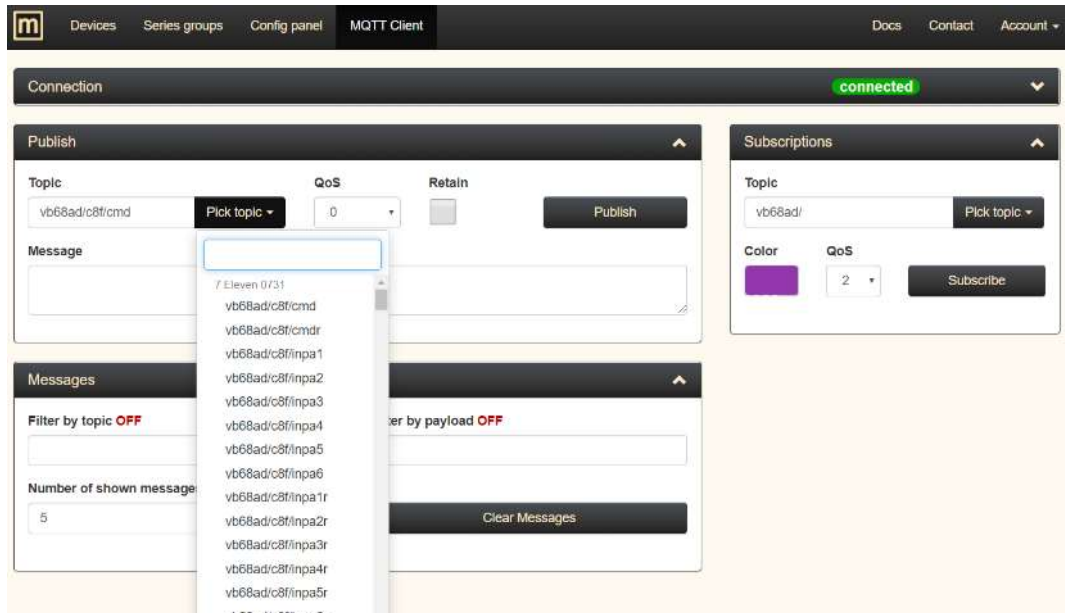 m Devices Series groups Config panel MQTT Client Docs Contact Account
Connection connected
Publish
Topic QoS Retain
vb68ad/c8f/cmd Pick topic 0 Publish
Message
7 Eleven 0731
vb68ad/c8f/cmd
vb68ad/c8f/cmdr
vb68ad/c8f/inpa1
vb68ad/c8f/inpa2
vb68ad/c8f/inpa3
vb68ad/c8f/inpa4
vb68ad/c8f/inpa5
vb68ad/c8f/inpa6
vb68ad/c8f/inpa1r
vb68ad/c8f/inpa2r
vb68ad/c8f/inpa3r
vb68ad/c8f/inpa4r
vb68ad/c8f/inpa5r
Messages
Filter by topic OFF by payload OFF
Number of shown
5 Clear Messages
Subscriptions
Topic
vb68ad/ Pick topic
Color QoS
2 Subscribe